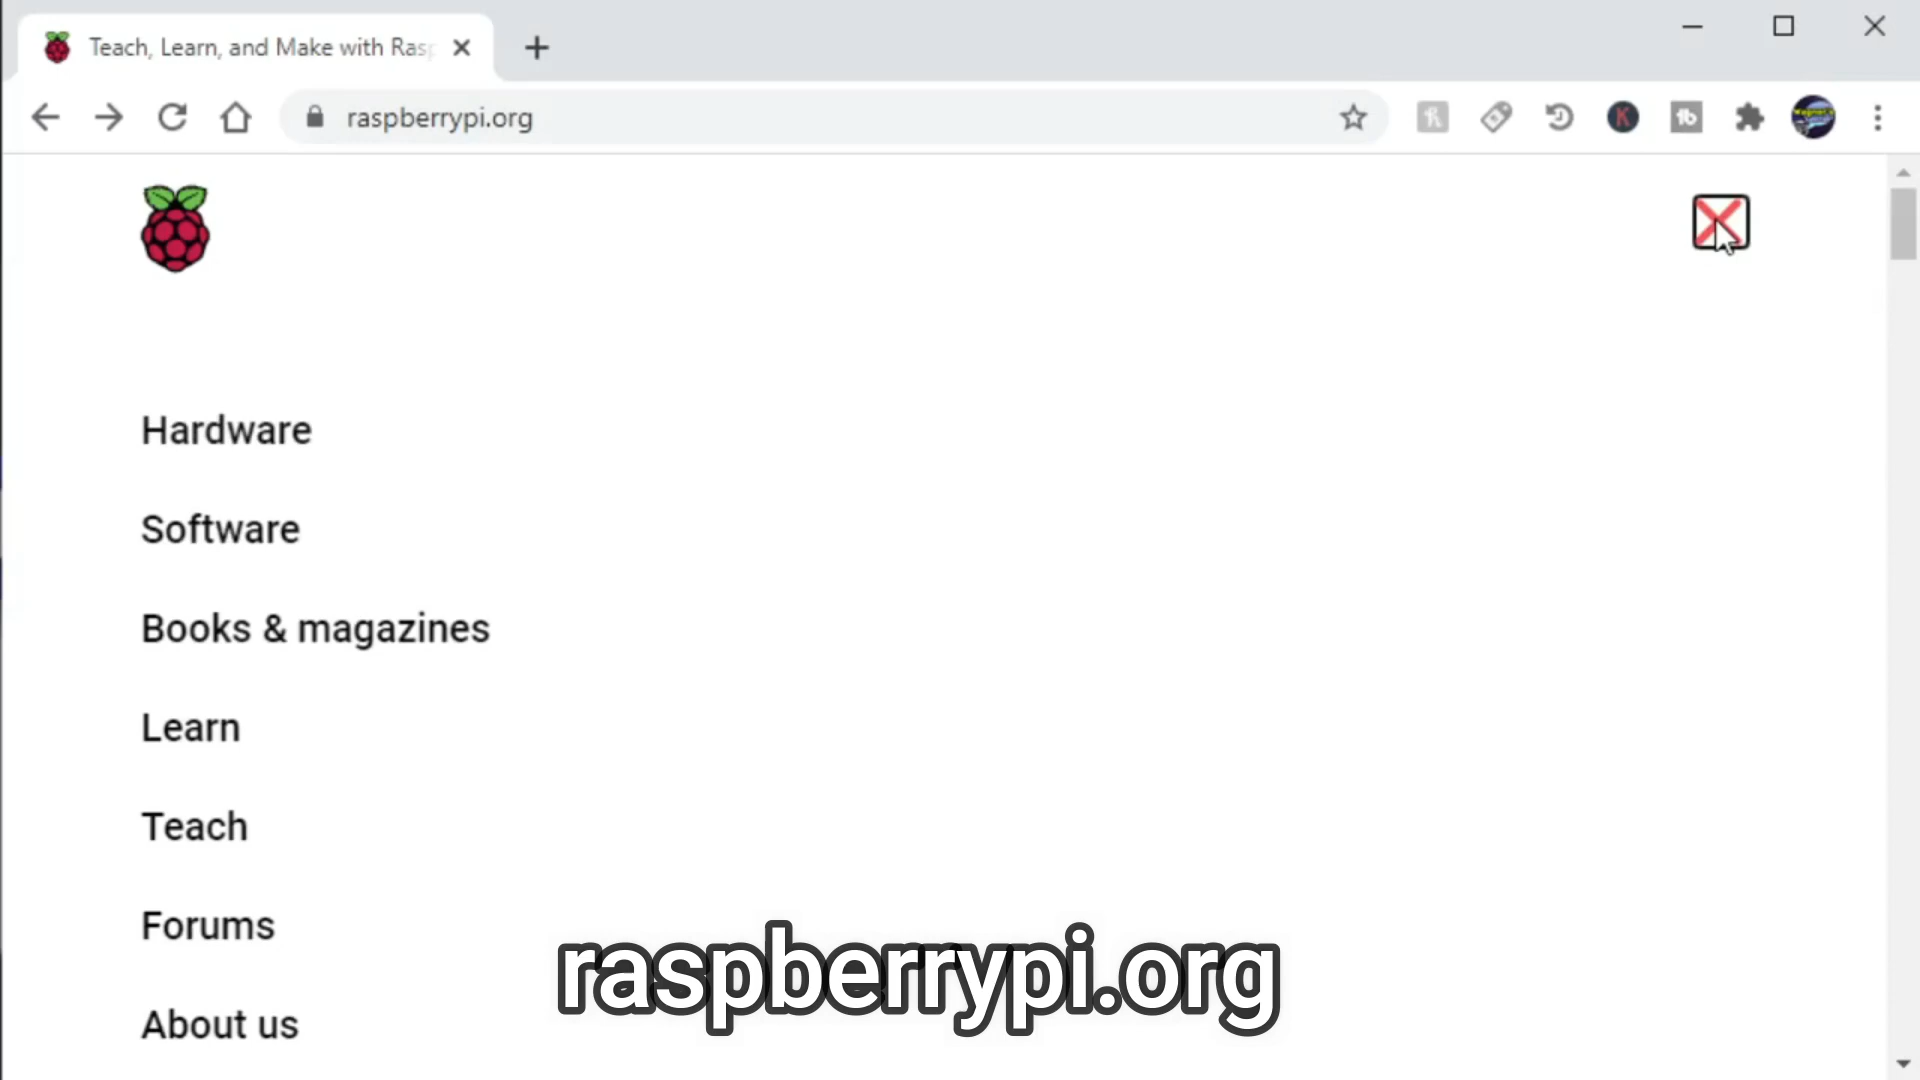 Teach, Learn, and Make with Rasp
raspberrypi.org
Hardware
Software
Books & magazines
Learn
Teach
Forums
About us
raspberrypi.org